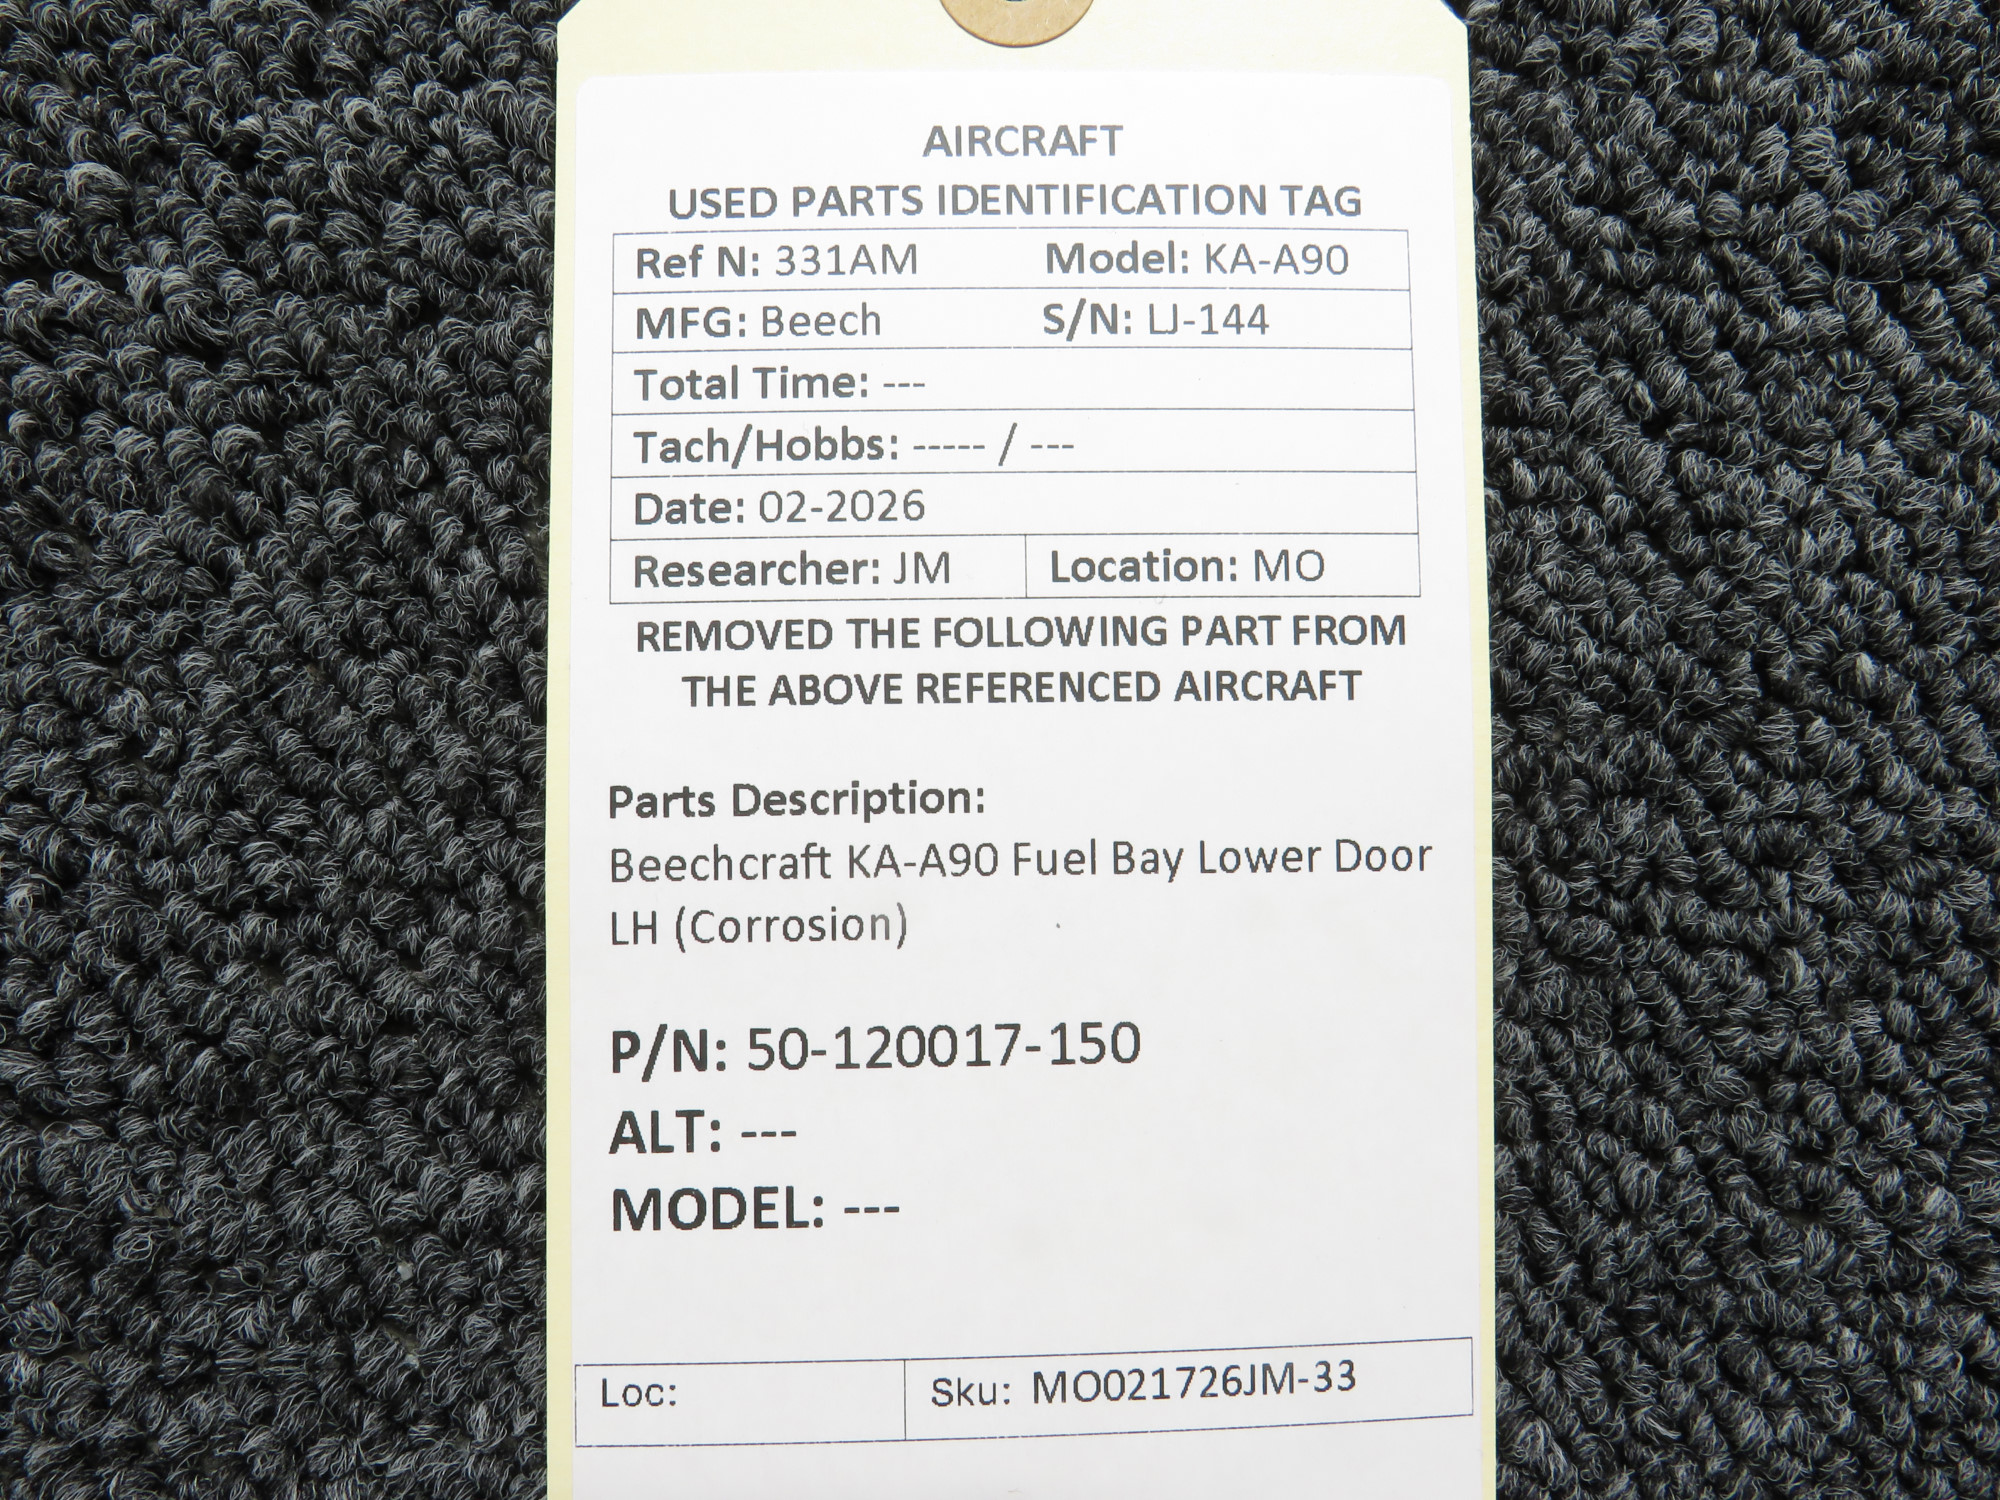 AIRCRAFT
USED PARTS IDENTIFICATION TAG
Ref N: 331AM Model: KA-A90
MFG: Beech S/N: LJ-144
Total Time: ---
Tach/Hobbs: ----- / ---
Date: 02-2026
Researcher: JM Location: MO
REMOVED THE FOLLOWING PART FROM
THE ABOVE REFERENCED AIRCRAFT
Parts Description:
Beechcraft KA-A90 Fuel Bay Lower Door
LH (Corrosion)
P/N: 50-120017-150
ALT: ---
MODEL: ---
Loc: Sku: MO021726JM-33